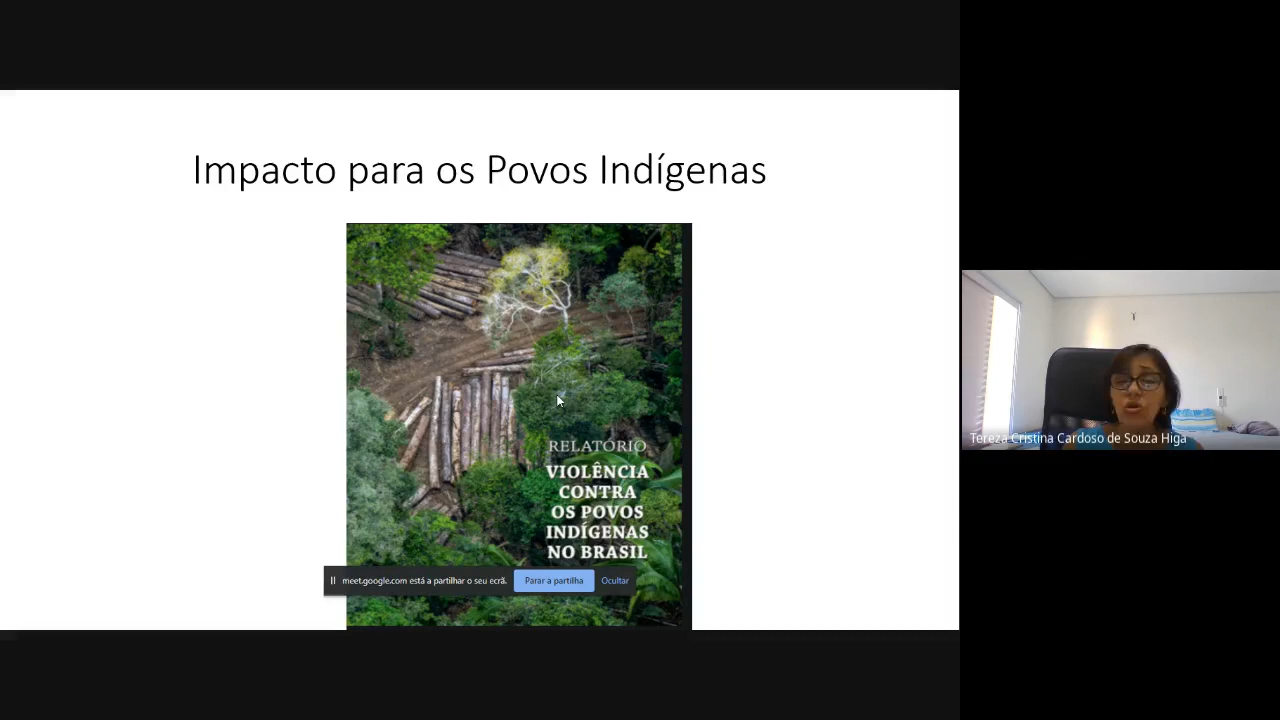 Impacto para os Povos Indígenas
RELATÓRIO
VIOLÊNCIA
CONTRA
OS POVOS
INDÍGENAS
NO BRASIL
meet.google.com está a partilhar o seu ecrã.
Parar a partilha
Ocultar
Tereza Cristina Cardoso de Souza Higa